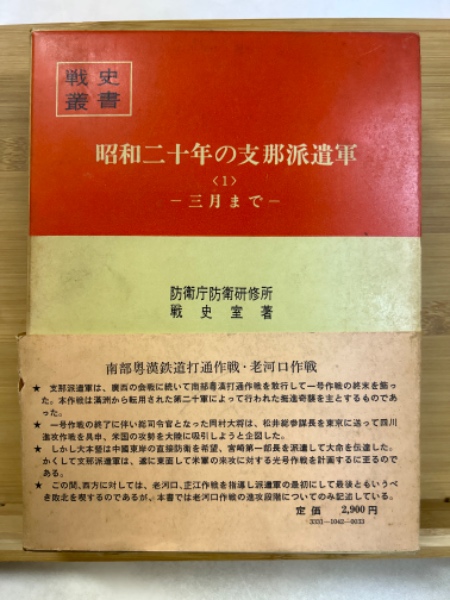 戦史
叢書
昭和二十年の支那派遣軍
〈1〉
―三月まで―
防衛庁防衛研修所
戦史室著
南部粤漢鉄道打通作戦・老河口作戦
★ 支那派遣軍は、廣西の会戦に続いて南部粤漢打通作戦を敢行して一号作戦の終末を飾っ
た。本作戦は満洲から転用された第二十軍によって行われた挺進奇襲を主とするものであ
った。
★ 一号作戦の終了に伴い総司令官となった岡村大将は、松井総参謀長を東京に送って四川
進攻作戦を具申、米国の攻勢を大陸に吸引しようと企図した。
★ しかし大本營は中國東岸の直接防衛を希望、宮崎第一部長を派遣して大命を伝達した。
かくして支那派遣軍は、遂に東面して米軍の来攻に対する光号作戦を計画するに至るので
ある。
★ この間、西方に対しては、老河口、芷江作戦を指導し派遣軍の最初にして最後ともいうべ
き敗北を喫するのであるが、本書では老河口作戦の進攻段階についてのみ記述している。
定価 2,900円
3331-0042-0033